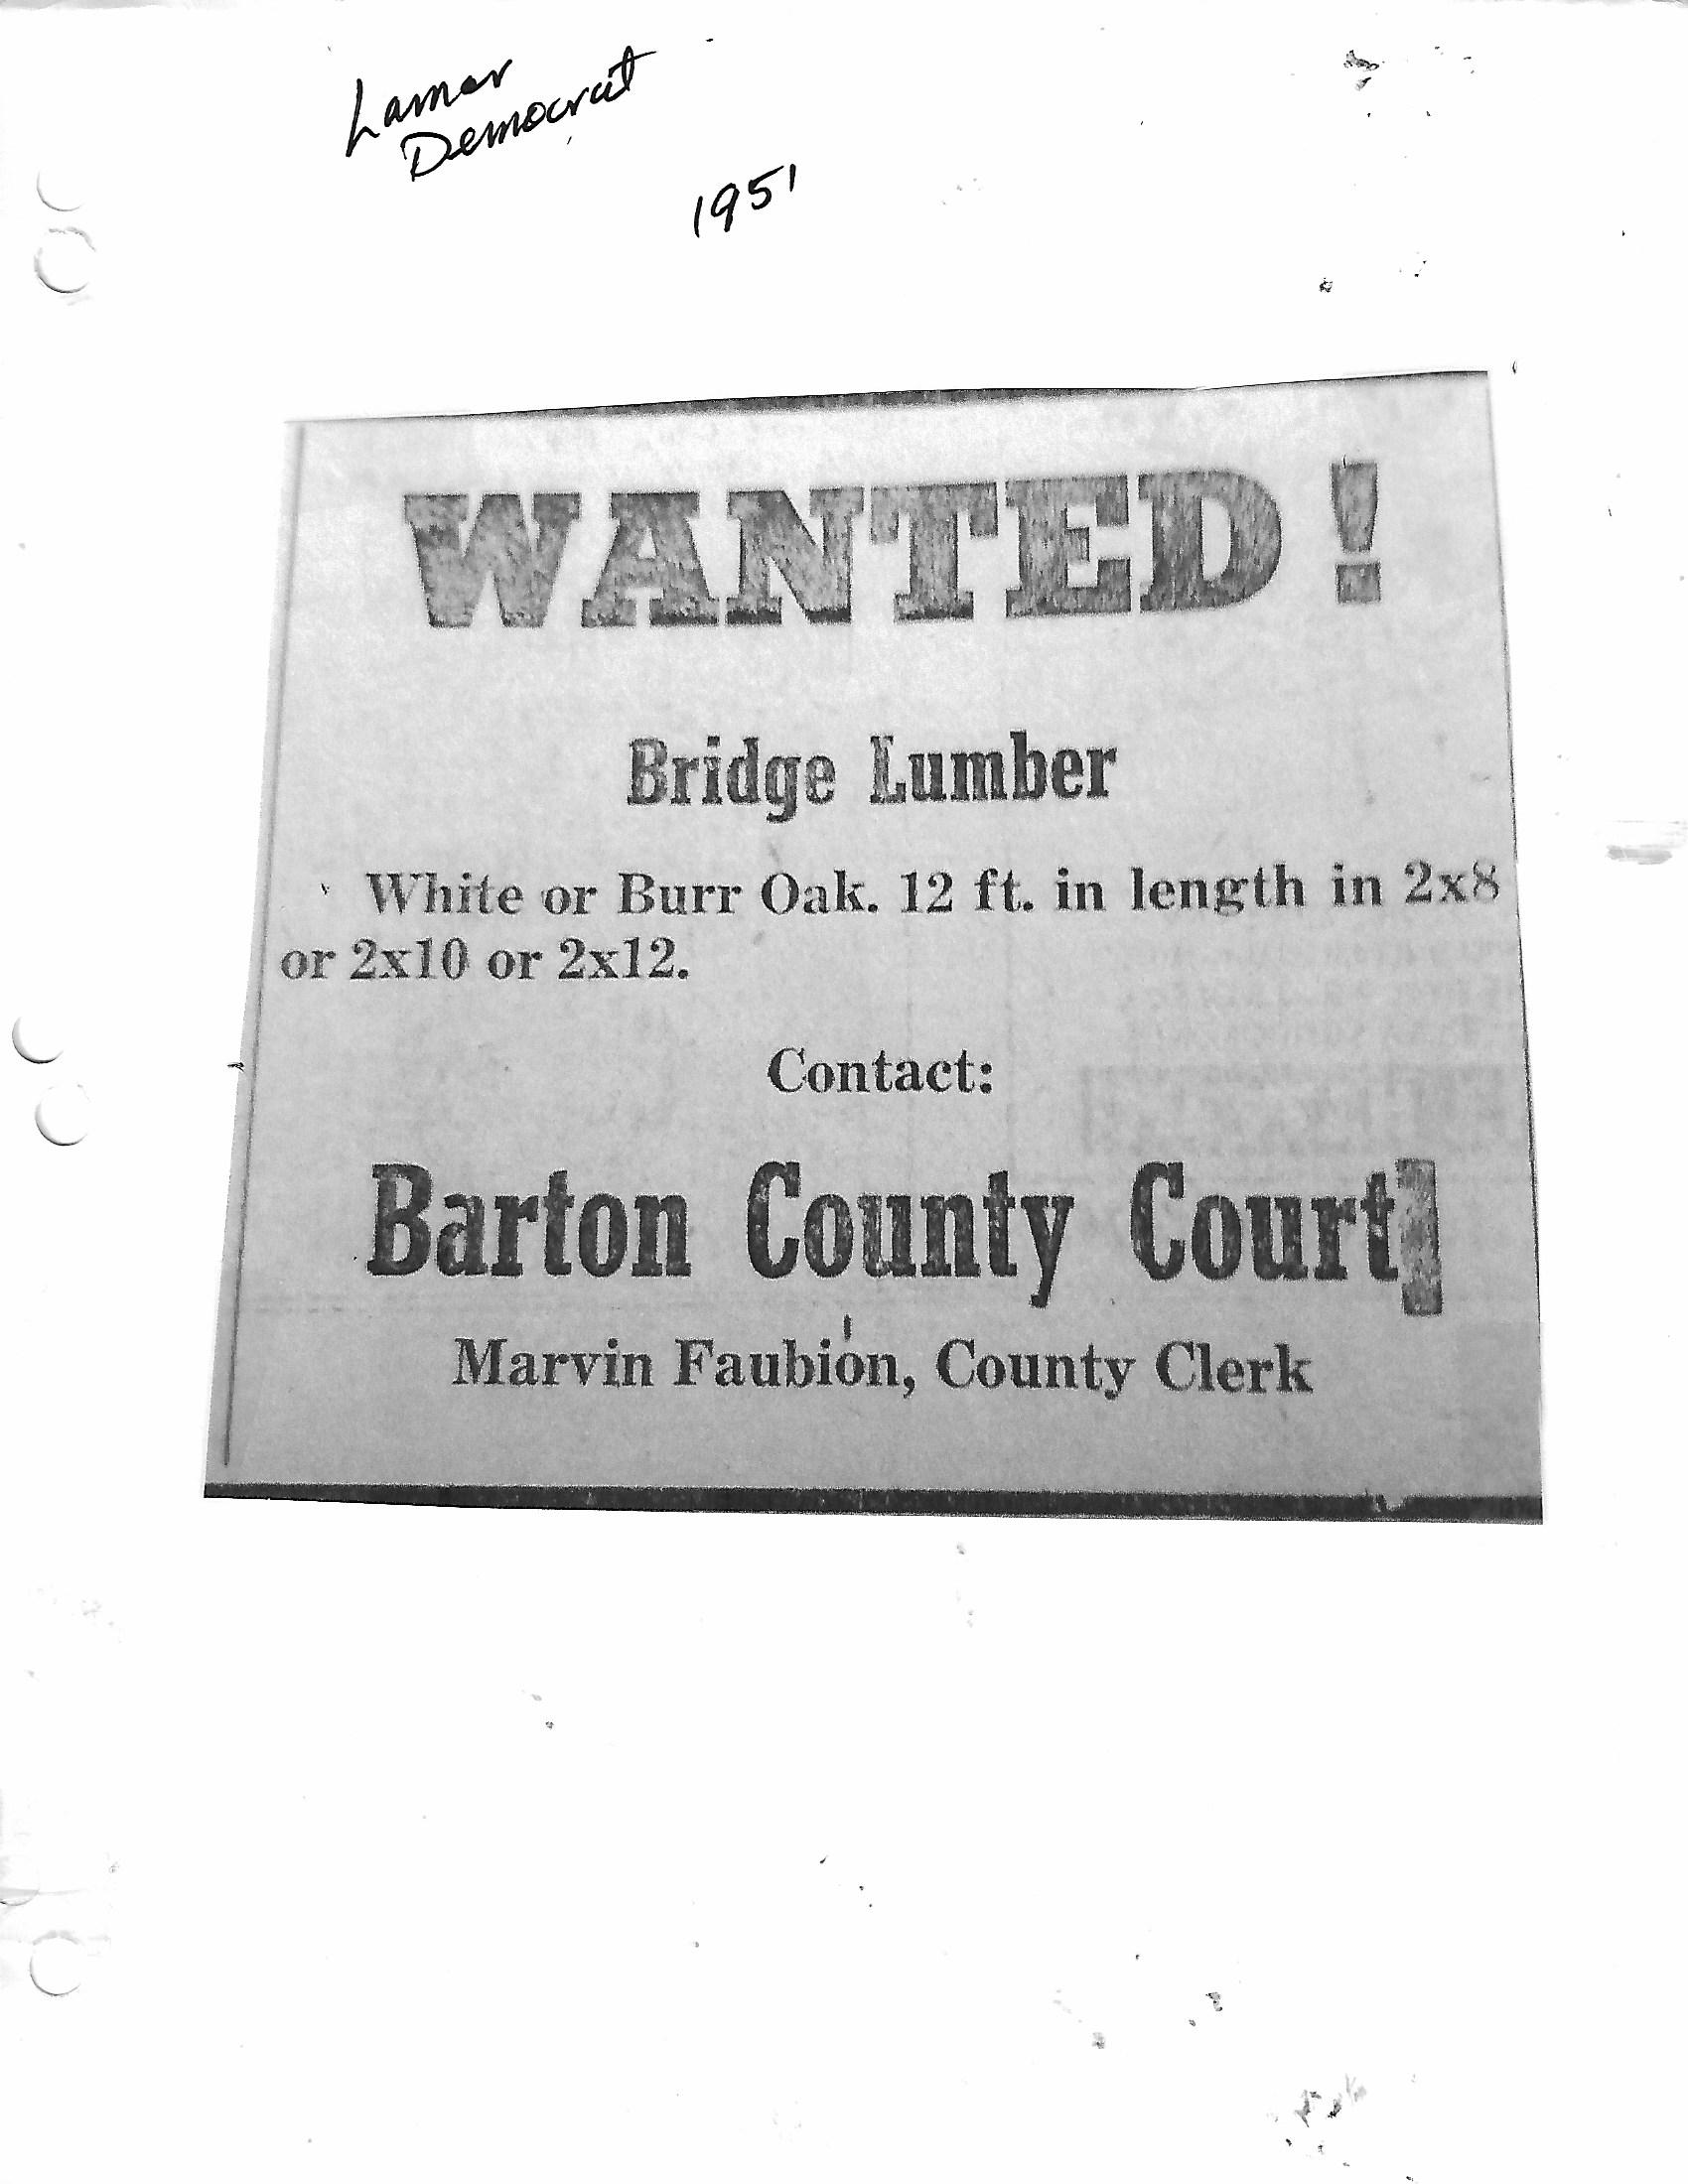 Lamar
Democrat
1951
WANTED!
Bridge Lumber
White or Burr Oak. 12 ft. in length in 2x8
or 2x10 or 2x12.
Contact:
Barton County Court
Marvin Faubion, County Clerk